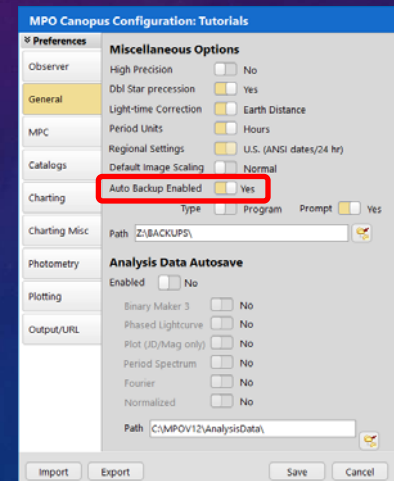 MPO Canopus Configuration: Tutorials
Preferences
Observer
General
MPC
Catalogs
Charting
Charting Misc
Photometry
Plotting
Output/URL
Miscellaneous Options
High Precision No
Dbl Star precession Yes
Light-time Correction Earth Distance
Period Units Hours
Regional Settings U.S. (ANSI dates/24 hr)
Default Image Scaling Normal
Auto Backup Enabled Yes
Type Program Prompt Yes
Path Z:\BACKUPS\
Analysis Data Autosave
Enabled No
Binary Maker 3 No
Phased Lightcurve No
Plot (JD/Mag only) No
Period Spectrum No
Fourier No
Normalized No
Path C:\MPOV12\AnalysisData\
Import Export Save Cancel